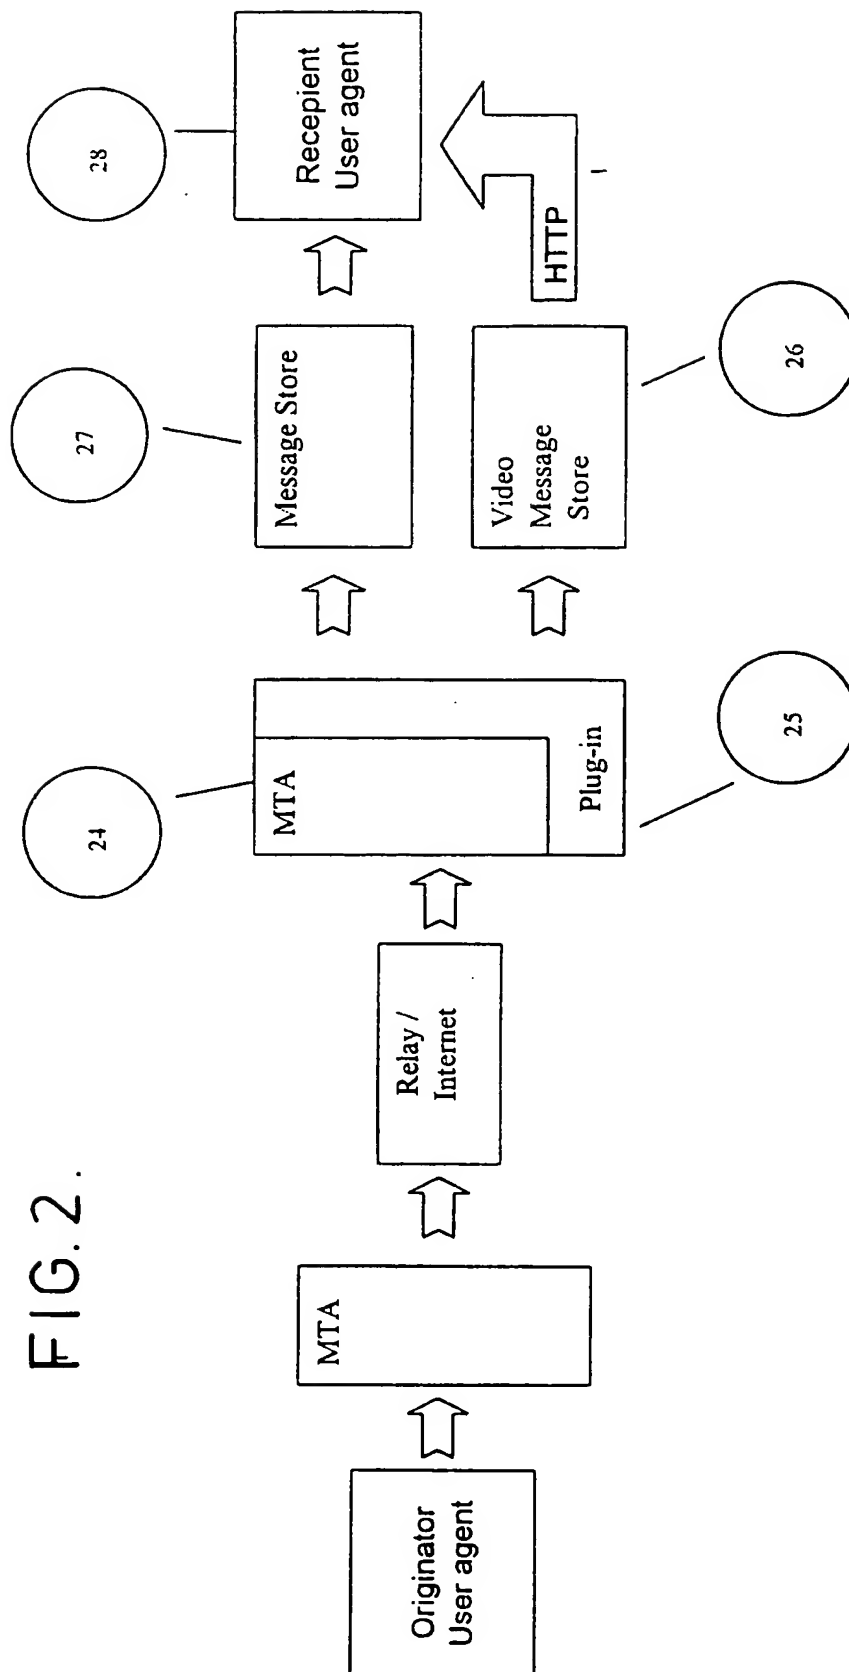 FIG. 2.
Originator
User agent
MTA
Relay /
Internet
MTA
Plug-in
24
25
Message Store
27
Video
Message
Store
26
HTTP
Recepient
User agent
28